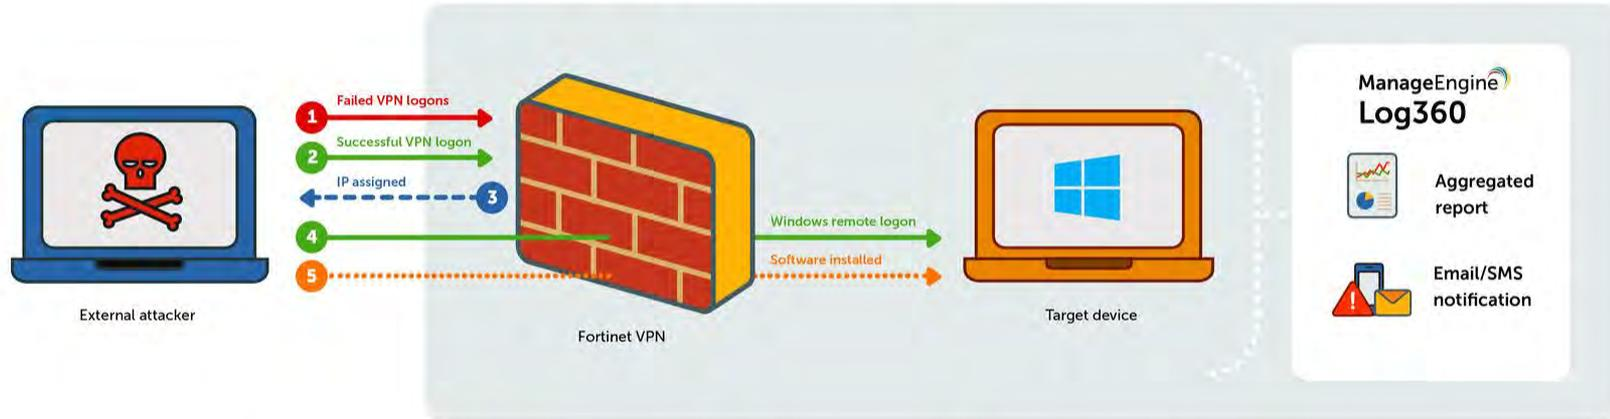 1
Failed VPN logons
2
Successful VPN logon
IP assigned
3
4
Windows remote logon
5
Software installed
External attacker
Fortinet VPN
Target device
ManageEngine
Log360
Aggregated
report
Email/SMS
notification
!